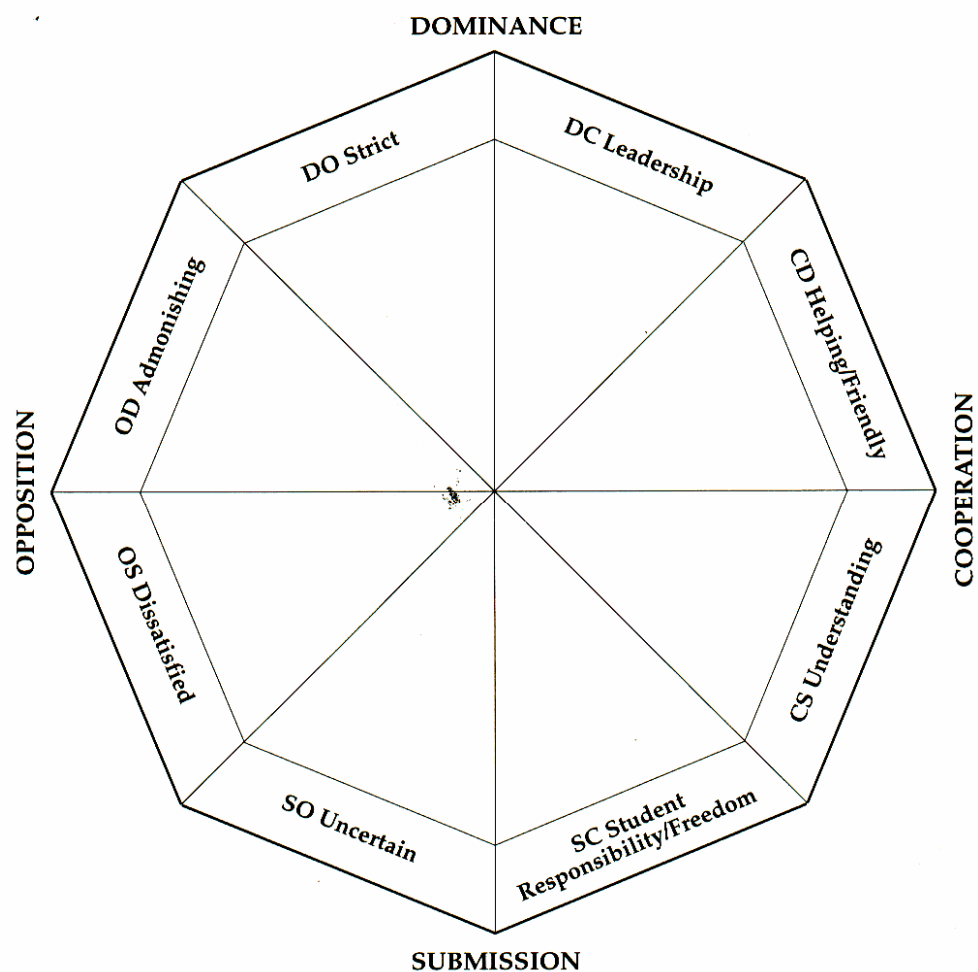 DOMINANCE
DO Strict
DC Leadership
OD Admonishing
CD Helping/Friendly
OPPOSITION
COOPERATION
OS Dissatisfied
CS Understanding
SO Uncertain
SC Student
Responsibility/Freedom
SUBMISSION